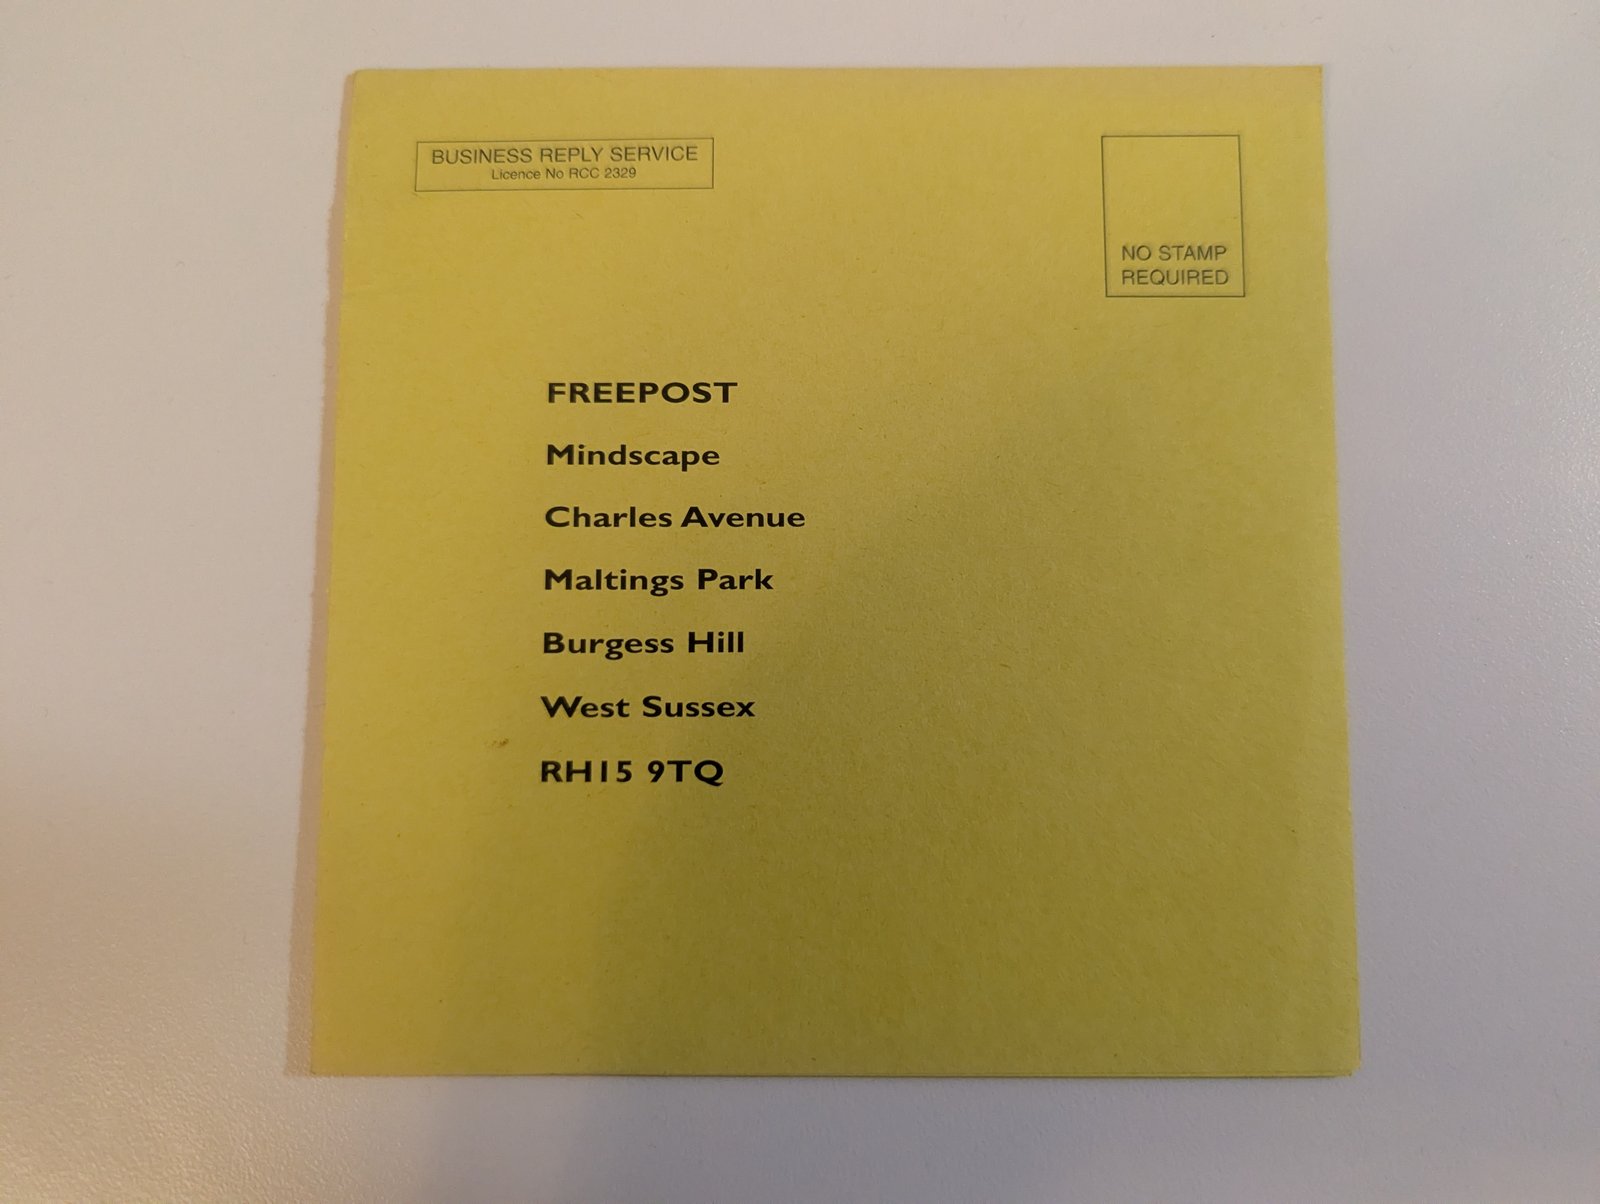 BUSINESS REPLY SERVICE
Licence No RCC 2329
NO STAMP
REQUIRED
FREEPOST
Mindscape
Charles Avenue
Maltings Park
Burgess Hill
West Sussex
RH15 9TQ